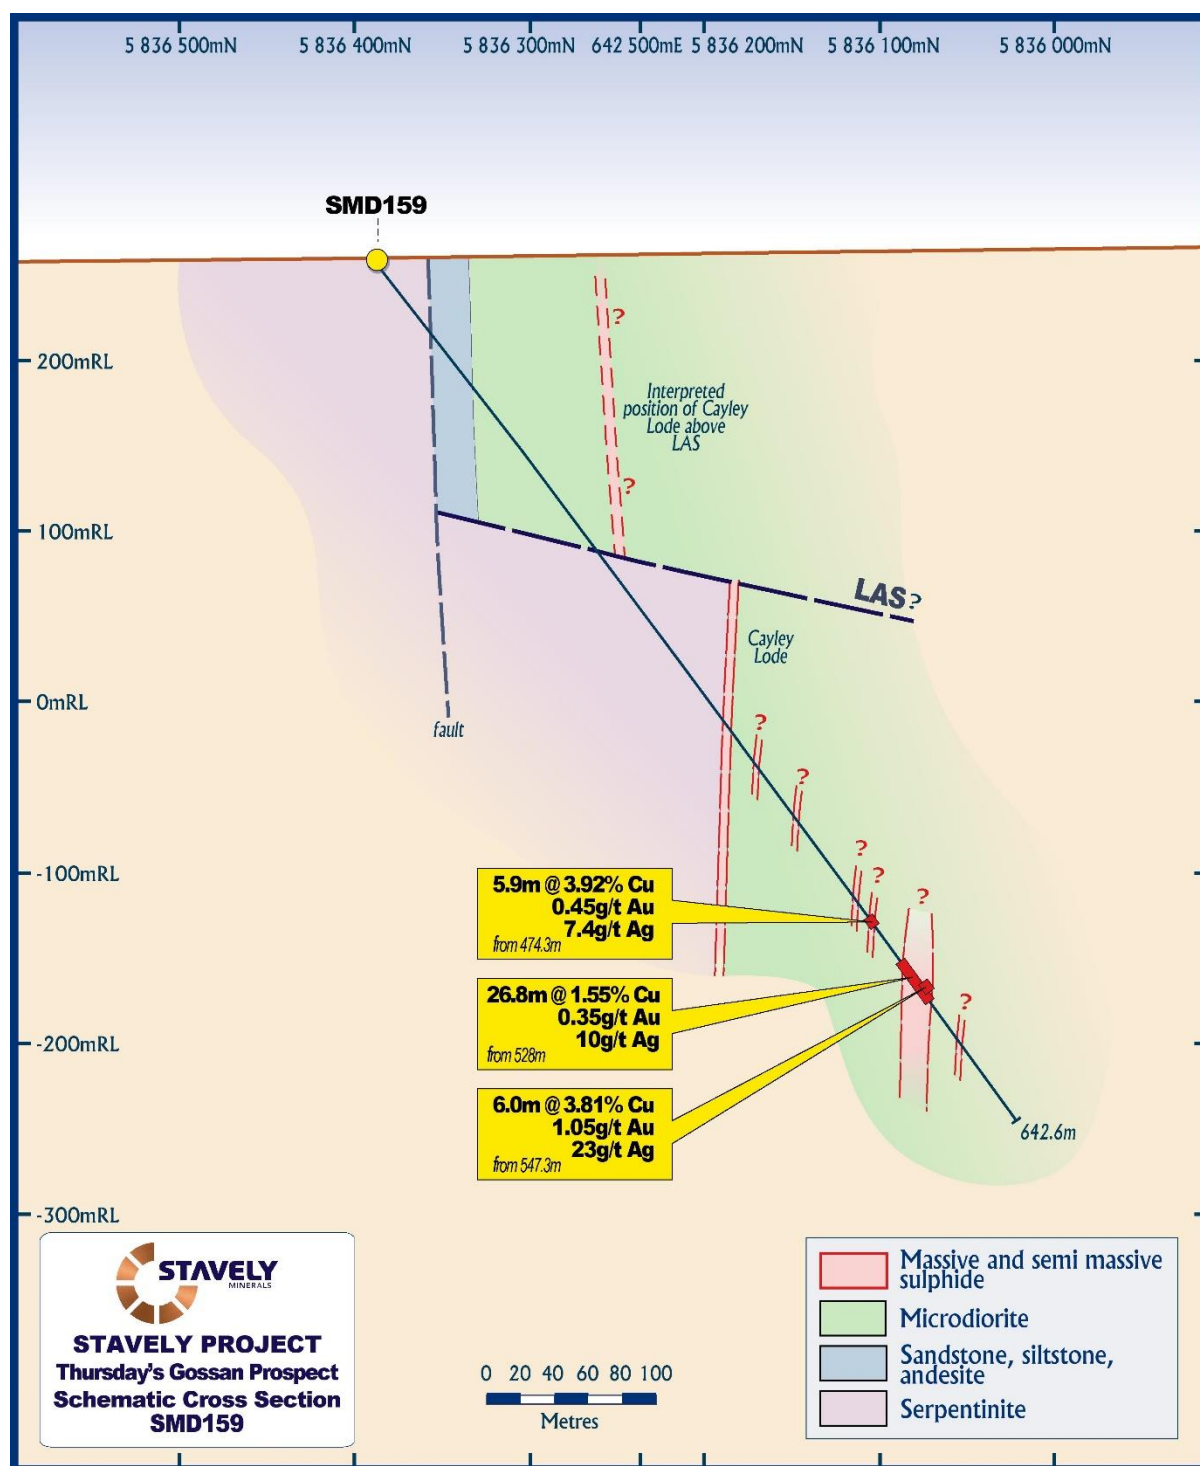 5 836 500mN
5 836 400mN
5 836 300mN
642 500mE
5 836 200mN
5 836 100mN
5 836 000mN
SMD159
200mRL
100mRL
0mRL
-100mRL
-200mRL
-300mRL
?
Interpreted
position of Cayley
Lode above
LAS
?
LAS?
Cayley
Lode
fault
?
?
?
?
?
?
5.9m @ 3.92% Cu
0.45g/t Au
7.4g/t Ag
from 474.3m
26.8m @ 1.55% Cu
0.35g/t Au
10g/t Ag
from 528m
6.0m @ 3.81% Cu
1.05g/t Au
23g/t Ag
from 547.3m
642.6m
STAVELY
MINERALS
STAVELY PROJECT
Thursday's Gossan Prospect
Schematic Cross Section
SMD159
0 20 40 60 80 100
Metres
Massive and semi massive
sulphide
Microdiorite
Sandstone, siltstone,
andesite
Serpentinite